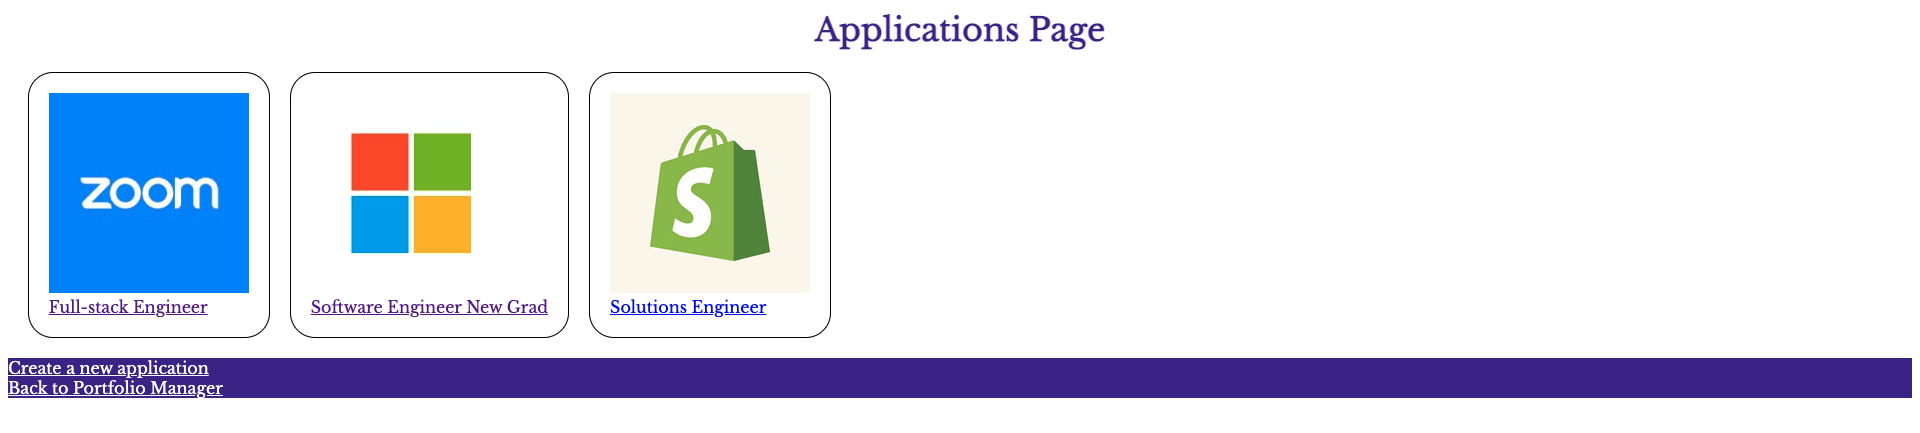 Applications Page
zoom
S
Full-stack Engineer
Software Engineer New Grad
Solutions Engineer
Create a new application
Back to Portfolio Manager